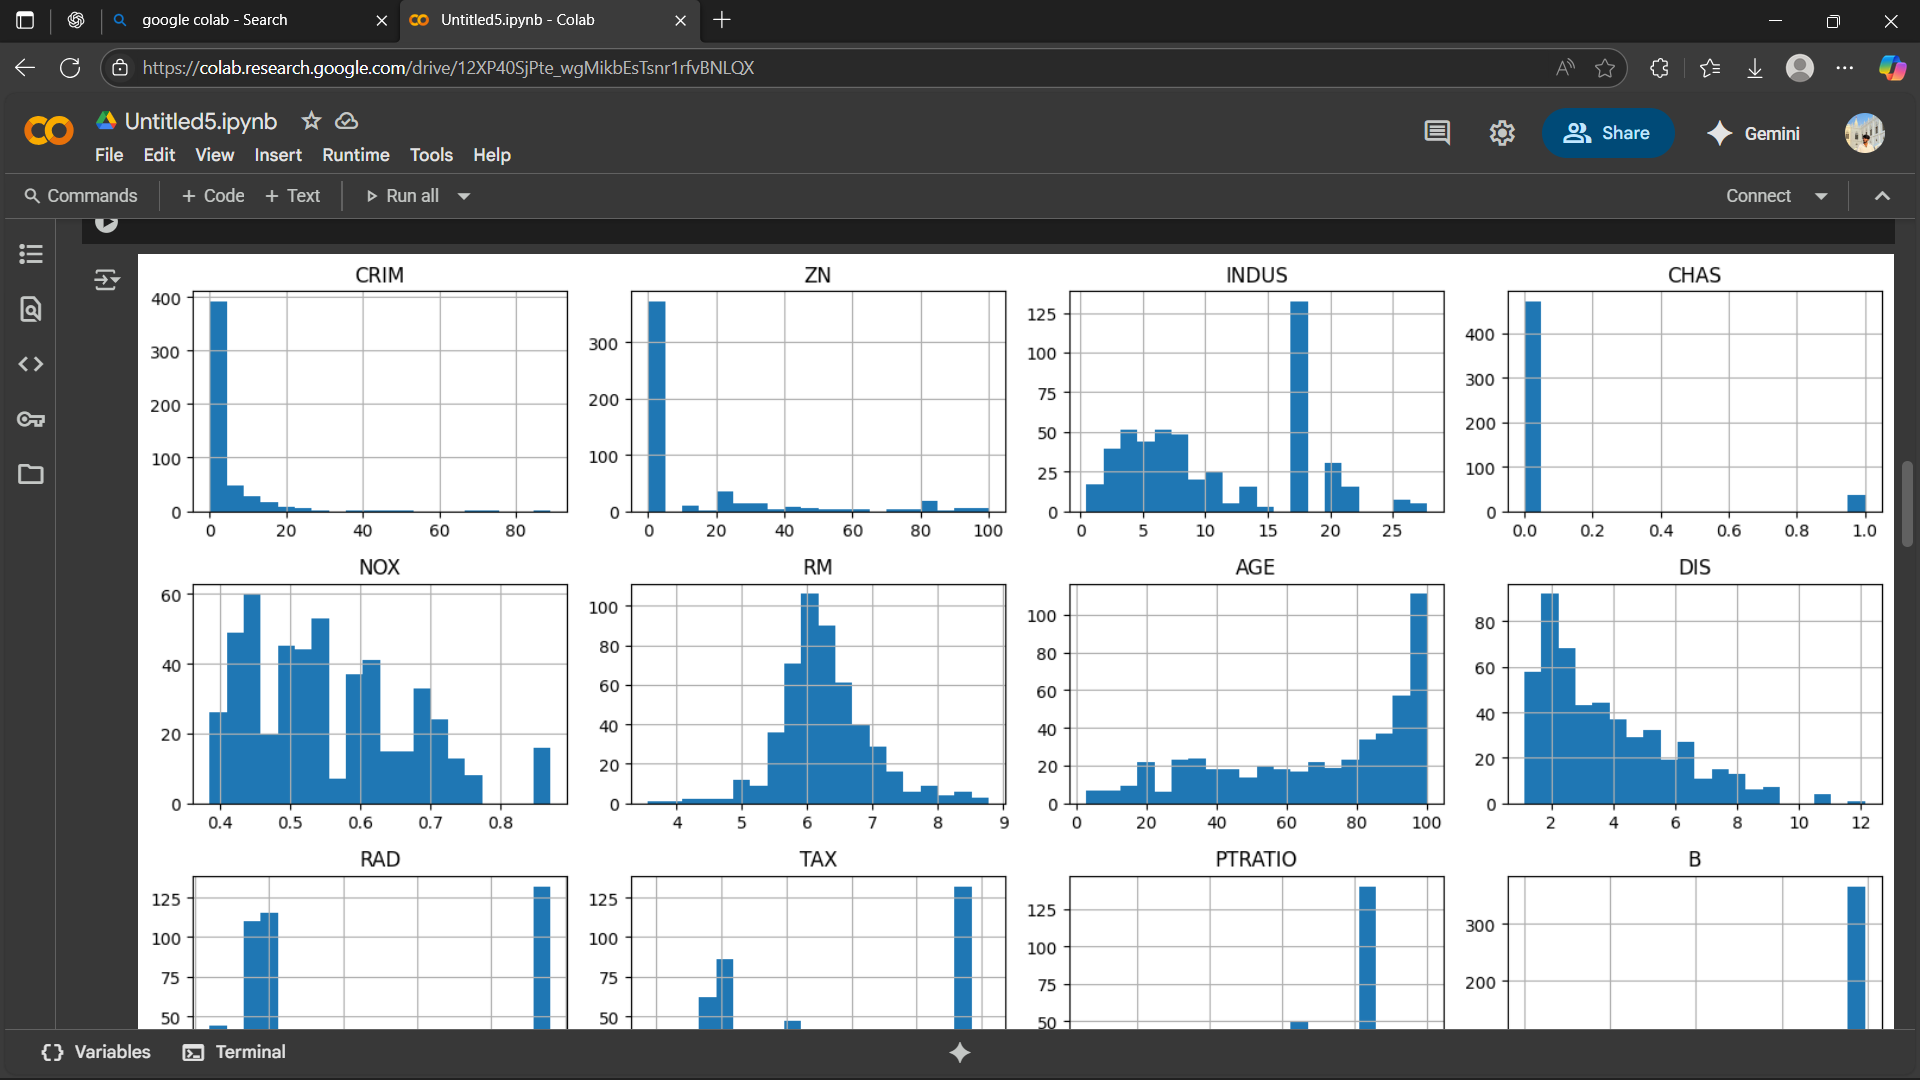 google colab - Search
Untitled5.ipynb - Colab
https://colab.research.google.com/drive/12XP40SjPte_wgMikbEsTsnr1rfvBNLQX
Untitled5.ipynb
File Edit View Insert Runtime Tools Help
Share
Gemini
Commands
+ Code + Text
Run all
Connect
CRIM
400
300
200
100
0
0 20 40 60 80
ZN
300
200
100
0
0 20 40 60 80 100
INDUS
125
100
75
50
25
0
0 5 10 15 20 25
CHAS
400
300
200
100
0
0.0 0.2 0.4 0.6 0.8 1.0
NOX
60
40
20
0
0.4 0.5 0.6 0.7 0.8
RM
100
80
60
40
20
0
4 5 6 7 8 9
AGE
100
80
60
40
20
0
0 20 40 60 80 100
DIS
80
60
40
20
0
2 4 6 8 10 12
RAD
125
100
75
50
TAX
125
100
75
50
PTRATIO
125
100
75
50
B
300
200
Variables
Terminal